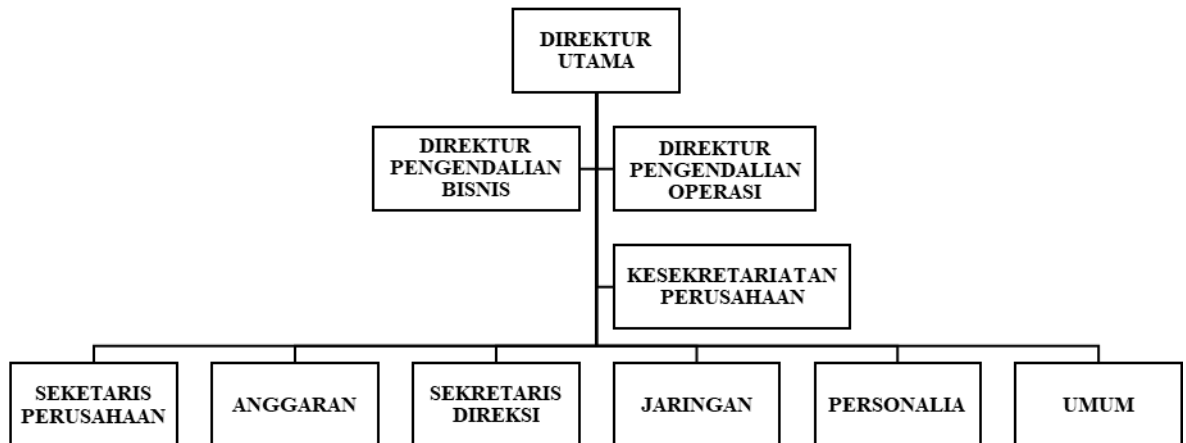 DIREKTUR
UTAMA
DIREKTUR
PENGENDALIAN
BISNIS
DIREKTUR
PENGENDALIAN
OPERASI
KESEKRETARIATAN
PERUSAHAAN
SEKETARIS
PERUSAHAAN
ANGGARAN
SEKRETARIS
DIREKSI
JARINGAN
PERSONALIA
UMUM